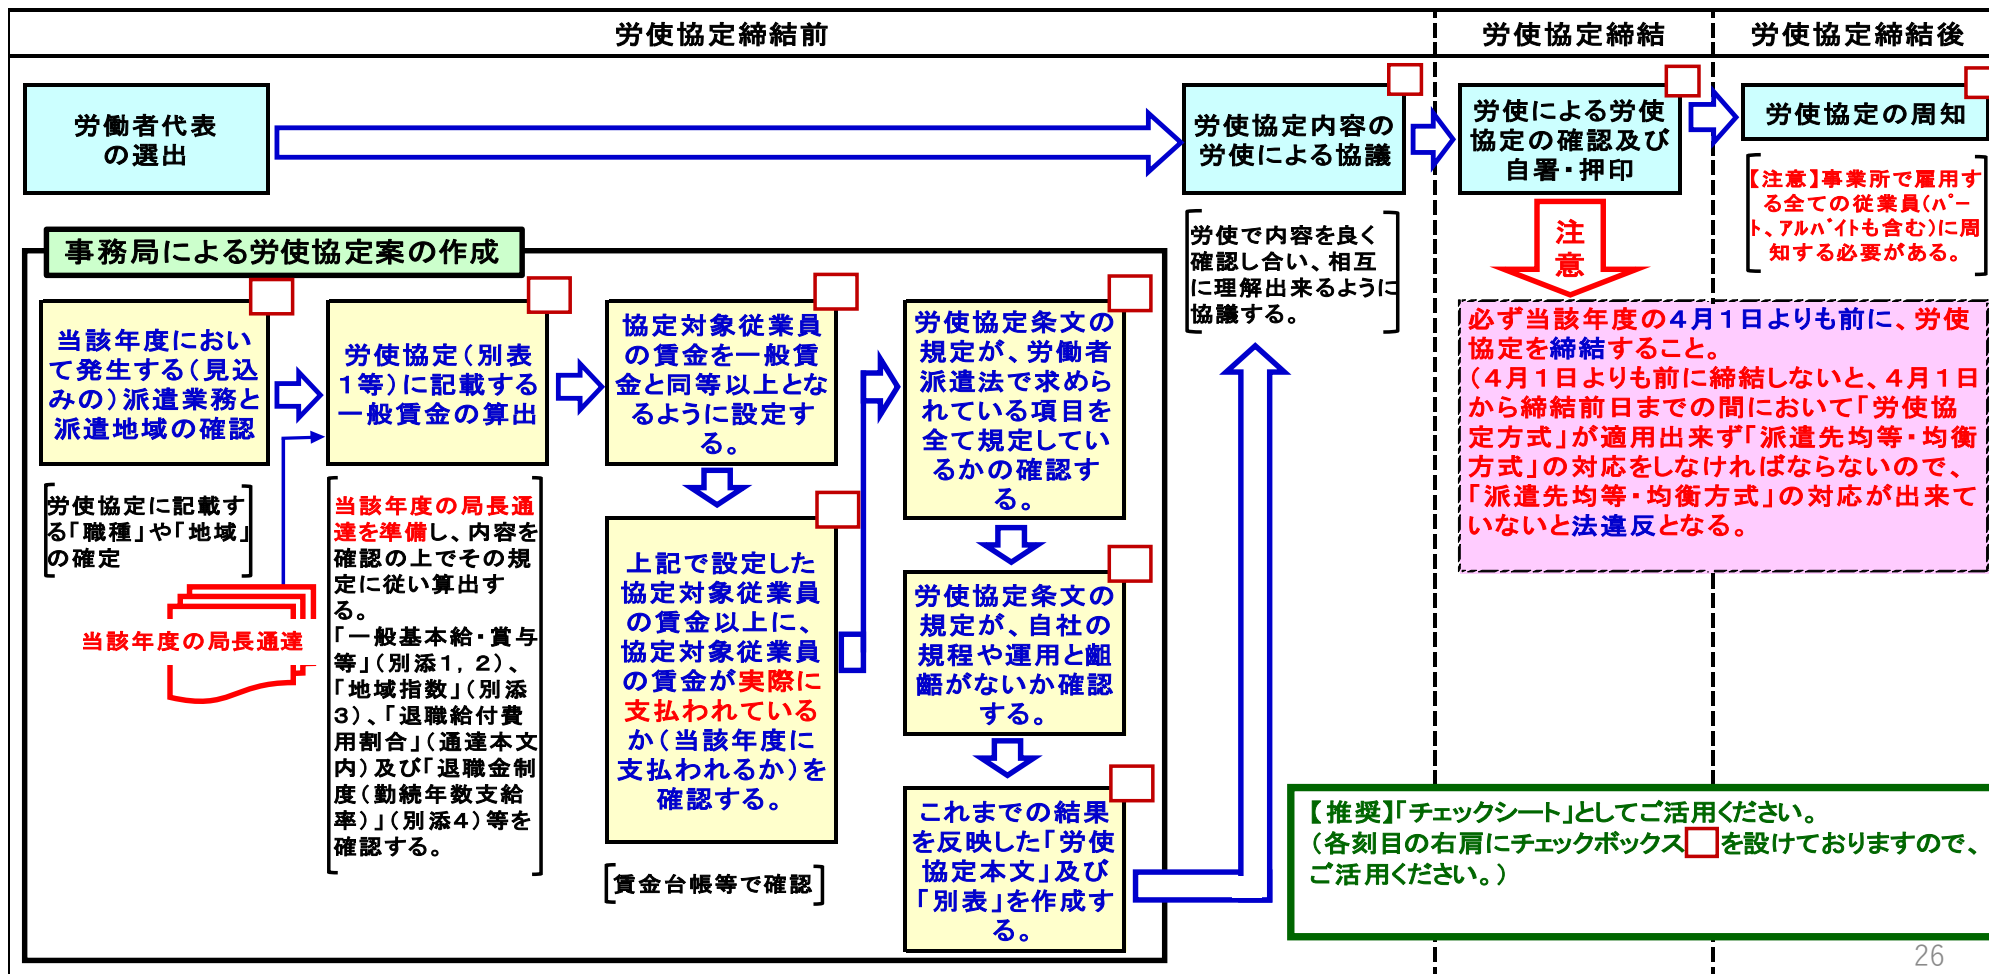 労使協定締結前
労使協定締結
労使協定締結後
労働者代表
の選出
労使協定内容の
労使による協議
労使による労使
協定の確認及び
自署・押印
労使協定の周知
【注意】事業所で雇用す
る全ての従業員(ﾊﾟｰ
ﾄ、ｱﾙﾊﾞｲﾄも含む)に周
知する必要がある。
労使で内容を良く
確認し合い、相互
に理解出来るように
協議する。
注
意
必ず当該年度の４月１日よりも前に、労使
協定を締結すること。
（４月１日よりも前に締結しないと、４月１日
から締結前日までの間において「労使協
定方式」が適用出来ず「派遣先均等・均衡
方式」の対応をしなければならないので、
「派遣先均等・均衡方式」の対応が出来て
いないと法違反となる。
事務局による労使協定案の作成
当該年度におい
て発生する（見込
みの）派遣業務と
派遣地域の確認
労使協定に記載す
る「職種」や「地域」
の確定
当該年度の局長通達
労使協定（別表
１等）に記載する
一般賃金の算出
当該年度の局長通
達を準備し、内容を
確認の上でその規
定に従い算出す
る。
「一般基本給・賞与
等」（別添１，２）、
「地域指数」（別添
３）、「退職給付費
用割合」（通達本文
内）及び「退職金制
度（勤続年数支給
率）」（別添４）等を
確認する。
協定対象従業員
の賃金を一般賃
金と同等以上とな
るように設定す
る。
上記で設定した
協定対象従業員
の賃金以上に、
協定対象従業員
の賃金が実際に
支払われている
か（当該年度に
支払われるか）を
確認する。
賃金台帳等で確認
労使協定条文の
規定が、労働者
派遣法で求めら
れている項目を
全て規定してい
るかの確認す
る。
労使協定条文の
規定が、自社の
規程や運用と齟
齬がないか確認
する。
これまでの結果
を反映した「労使
協定本文」及び
「別表」を作成す
る。
【推奨】「チェックシート」としてご活用ください。
（各刻目の右肩にチェックボックス　を設けておりますので、
ご活用ください。）
26